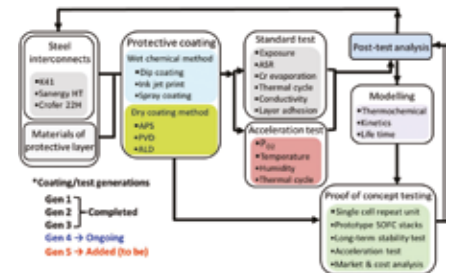 Steel
interconnects
•K41
•Sanergy HT
•Crofer 22H
Materials of
protective layer
Protective coating
Wet chemical method
•Dip coating
•Ink jet print
•Spray coating
Dry coating method
•APS
•PVD
•ALD
Standard test
•Exposure
•ASR
•Cr evaporation
•Thermal cycle
•Conductivity
•Layer adhesion
Acceleration test
•PO2
•Temperature
•Humidity
•Thermal cycle
Post-test analysis
Modelling
•Thermochemical
•Kinetics
•Life time
Proof of concept testing
•Single cell repeat unit
•Prototype SOFC stacks
•Long-term stability test
•Acceleration test
•Market & cost analysis
*Coating/test generations
Gen 1
Gen 2 Completed
Gen 3
Gen 4 → Ongoing
Gen 5 → Added (to be)